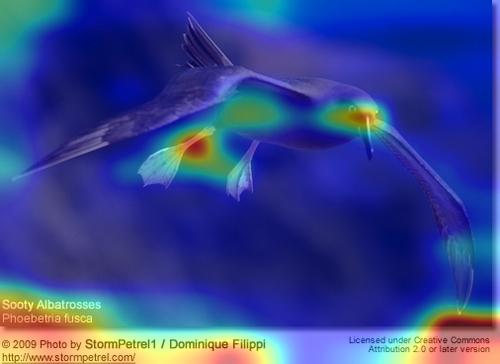 Sooty Albatrosses
Phoebetria fusca
© 2009 Photo by StormPetrel1 / Dominique Filippi
http://www.stormpetrel.com/
Licensed under Creative Commons
Attribution 2.0 or later version